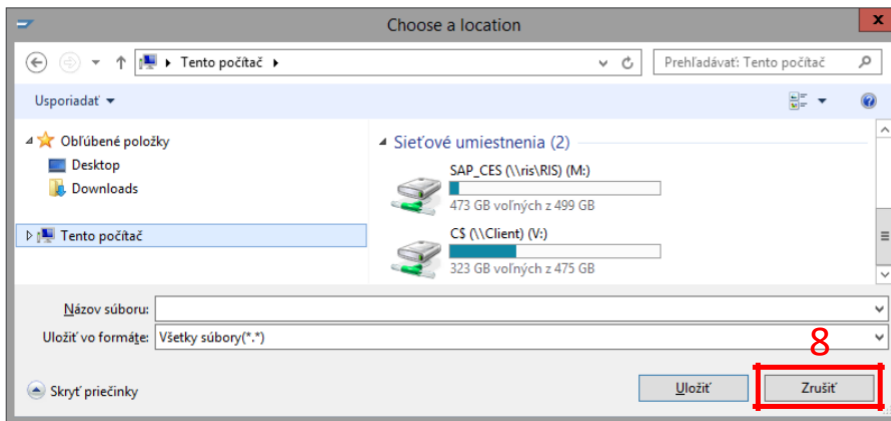 Choose a location
x
Tento počítač
Prehľadávať: Tento počítač
Usporiadať
Obľúbené položky
Desktop
Downloads
Tento počítač
Sieťové umiestnenia (2)
SAP_CES (\\ris\RIS) (M:)
473 GB voľných z 499 GB
C$ (\\Client) (V:)
323 GB voľných z 475 GB
Názov súboru:
Uložiť vo formáte: Všetky súbory(*.*)
8
Skryť priečinky
Uložiť
Zrušiť